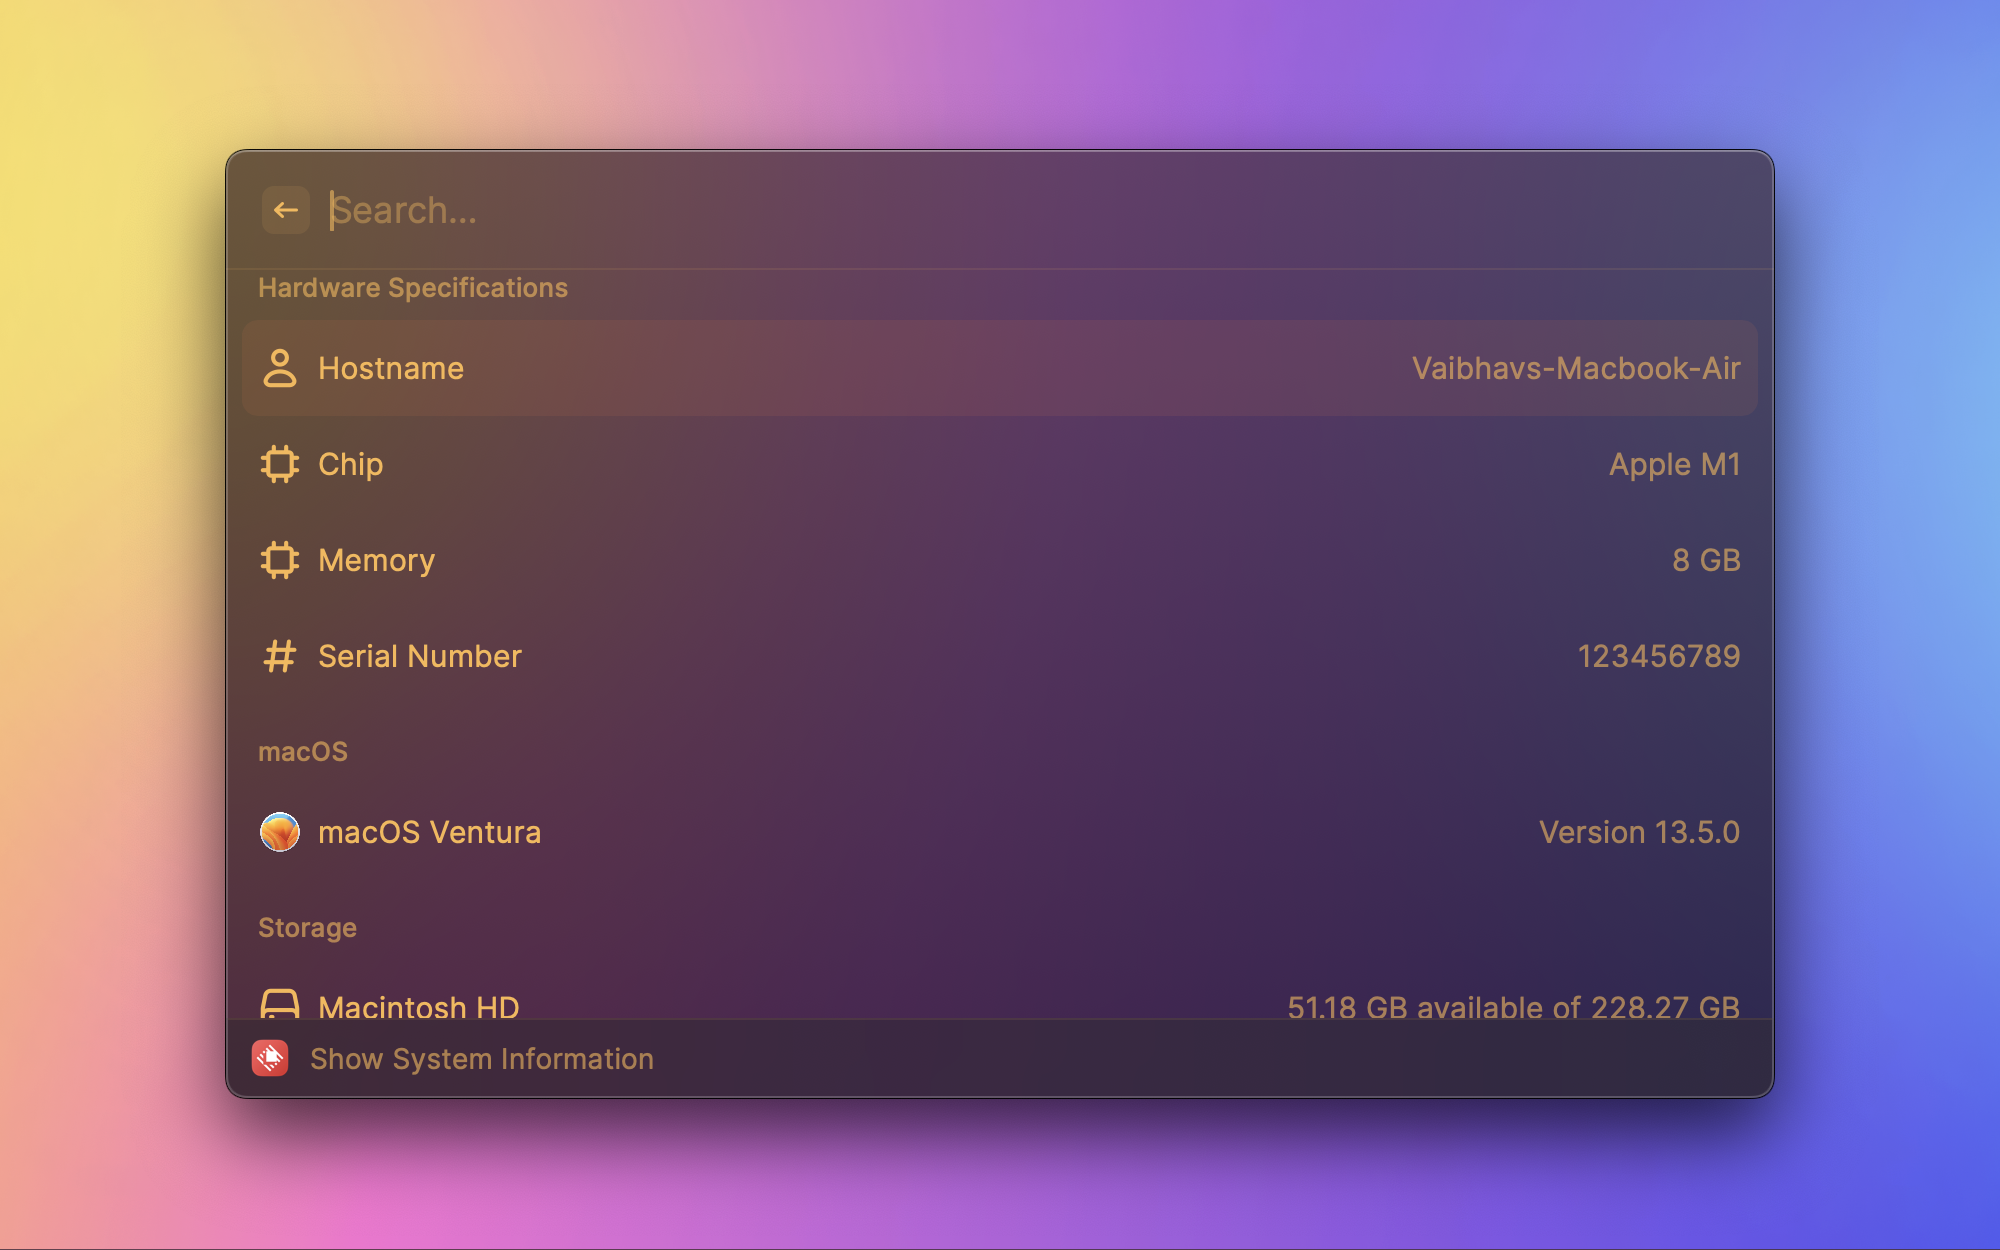 Search...
Hardware Specifications
Hostname Vaibhavs-Macbook-Air
Chip Apple M1
Memory 8 GB
Serial Number 123456789
macOS
macOS Ventura Version 13.5.0
Storage
Macintosh HD 51.18 GB available of 228.27 GB
Show System Information